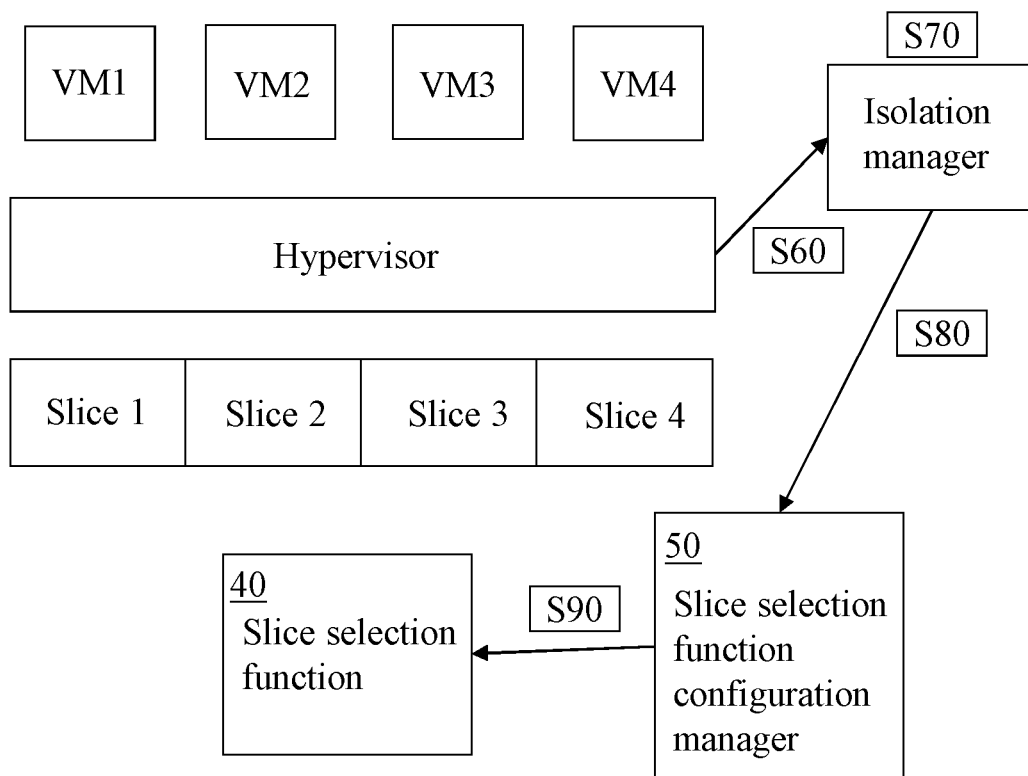 S70
VM1 VM2 VM3 VM4
Isolation
manager
Hypervisor
S60
S80
Slice 1 Slice 2 Slice 3 Slice 4
40
Slice selection
function
S90
50
Slice selection
function
configuration
manager